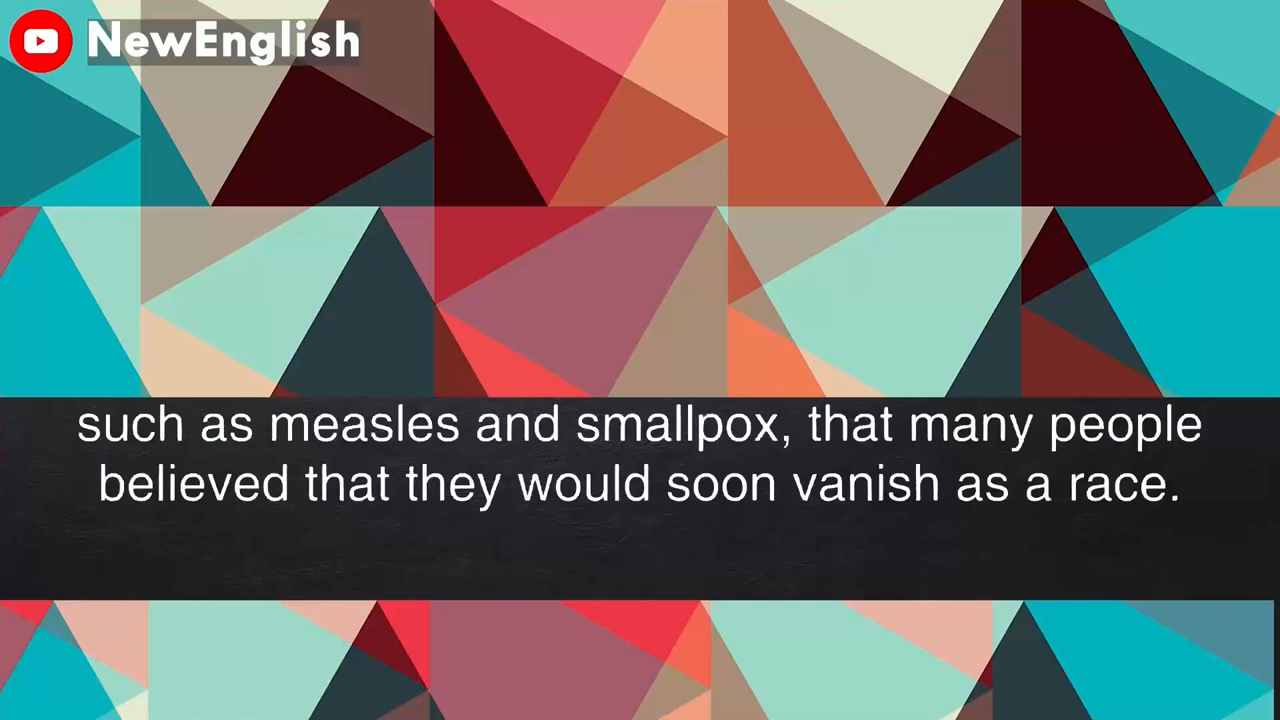 NewEnglish
such as measles and smallpox, that many people
believed that they would soon vanish as a race.